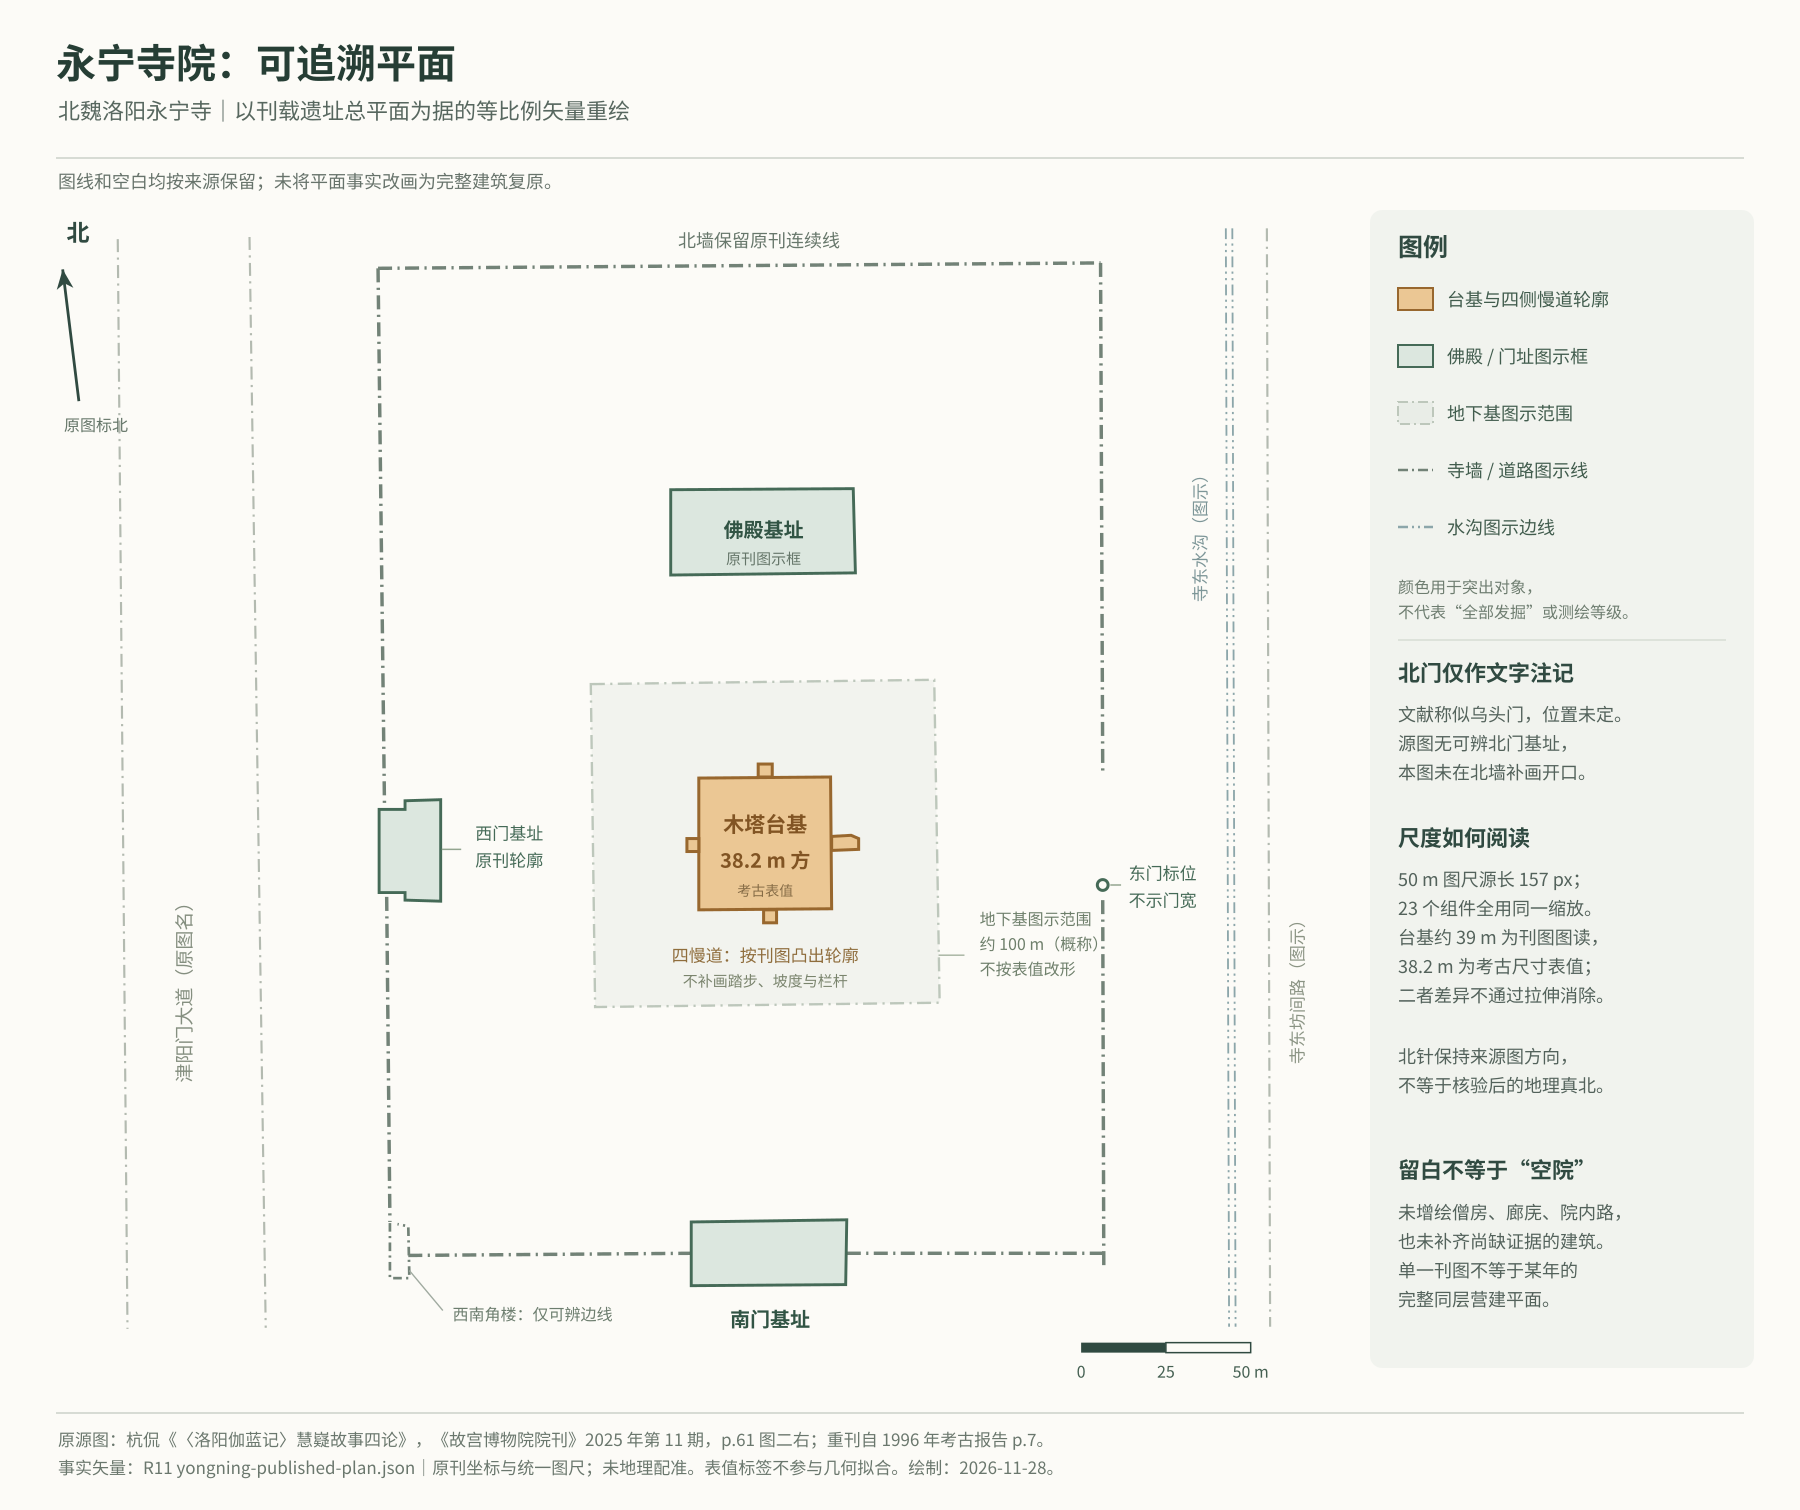 永宁寺院：可追溯平面
北魏洛阳永宁寺｜以刊载遗址总平面为据的等比例矢量重绘
图线和空白均按来源保留；未将平面事实改画为完整建筑复原。
北
原图标北
北墙保留原刊连续线
佛殿基址
原刊图示框
寺东水沟（图示）
西门基址
原刊轮廓
木塔台基
38.2 m 方
考古表值
四慢道：按刊图凸出轮廓
不补画踏步、坡度与栏杆
东门标位
不示门宽
地下基图示范围
约 100 m（概称）
不按表值改形
津阳门大道（原图名）
寺东坊间路（图示）
西南角楼：仅可辨边线
南门基址
0
25
50 m
图例
台基与四侧慢道轮廓
佛殿 / 门址图示框
地下基图示范围
寺墙 / 道路图示线
水沟图示边线
颜色用于突出对象，
不代表“全部发掘”或测绘等级。
北门仅作文字注记
文献称似乌头门，位置未定。
源图无可辨北门基址，
本图未在北墙补画开口。
尺度如何阅读
50 m 图尺源长 157 px；
23 个组件全用同一缩放。
台基约 39 m 为刊图图读，
38.2 m 为考古尺寸表值；
二者差异不通过拉伸消除。
北针保持来源图方向，
不等于核验后的地理真北。
留白不等于“空院”
未增绘僧房、廊庑、院内路，
也未补齐尚缺证据的建筑。
单一刊图不等于某年的
完整同层营建平面。
原源图：杭侃《〈洛阳伽蓝记〉慧嶷故事四论》，《故宫博物院院刊》2025 年第 11 期，p.61 图二右；重刊自 1996 年考古报告 p.7。
事实矢量：R11 yongning-published-plan.json｜原刊坐标与统一图尺；未地理配准。表值标签不参与几何拟合。绘制：2026-11-28。